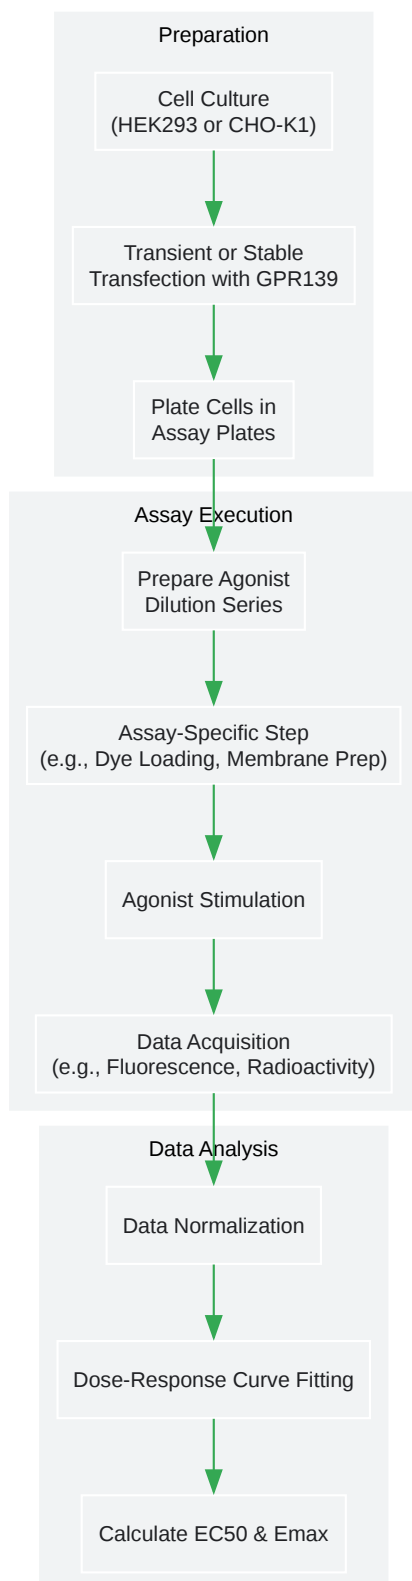 Preparation
Cell Culture
(HEK293 or CHO-K1)
Transient or Stable
Transfection with GPR139
Plate Cells in
Assay Plates
Assay Execution
Prepare Agonist
Dilution Series
Assay-Specific Step
(e.g., Dye Loading, Membrane Prep)
Agonist Stimulation
Data Acquisition
(e.g., Fluorescence, Radioactivity)
Data Analysis
Data Normalization
Dose-Response Curve Fitting
Calculate EC50 & Emax